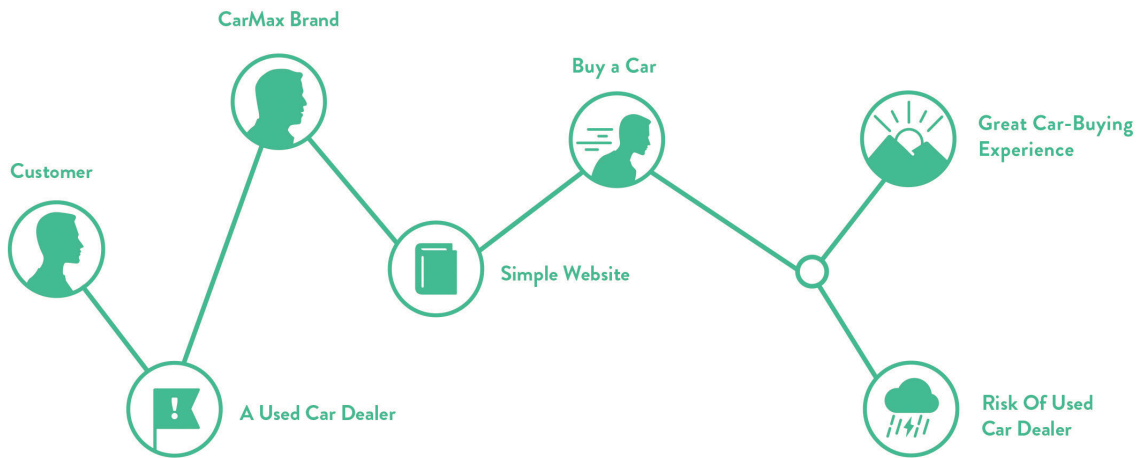 CarMax Brand
Buy a Car
Great Car-Buying
Experience
Customer
Simple Website
!
A Used Car Dealer
Risk Of Used
Car Dealer